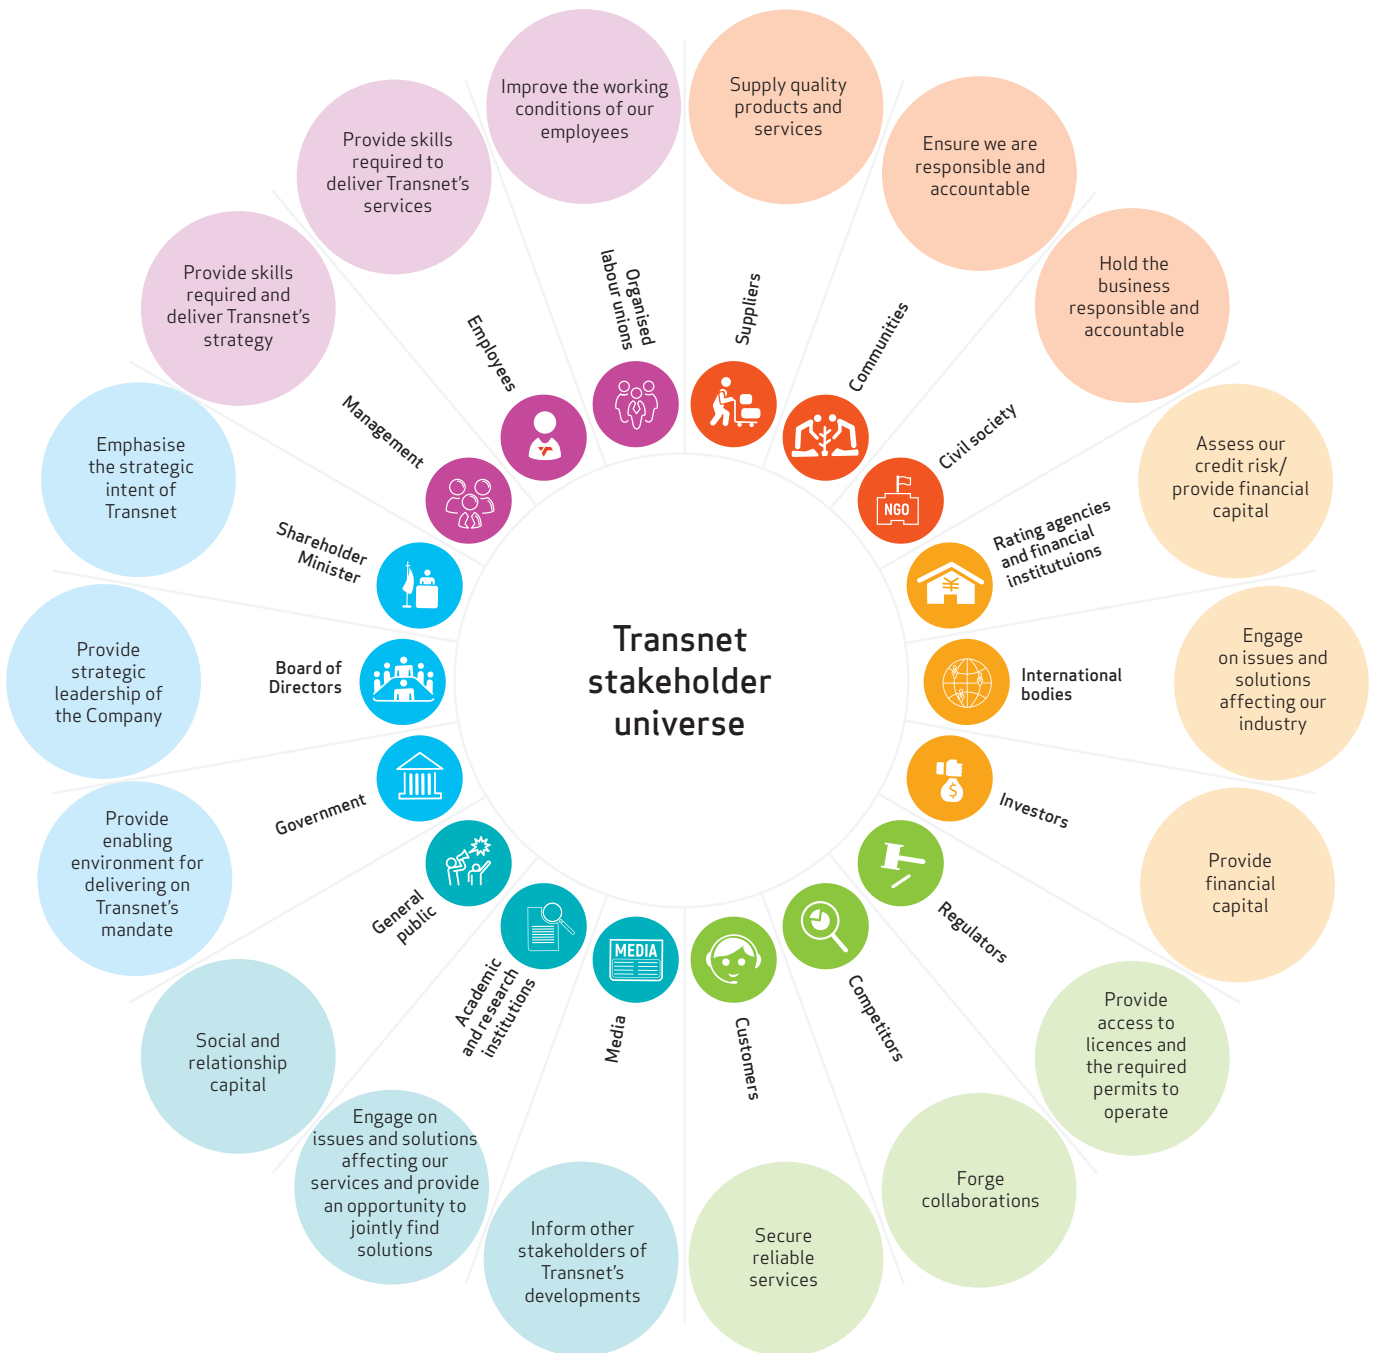 Transnet
stakeholder
universe
Improve the working
conditions of our
employees
Organised
labour unions
Supply quality
products and
services
Suppliers
Ensure we are
responsible and
accountable
Communities
Hold the
business
responsible and
accountable
Civil society
NGO
Assess our
credit risk/
provide financial
capital
Rating agencies
and financial
institutuions
Engage
on issues and
solutions
affecting our
industry
International
bodies
Provide
financial
capital
Investors
Provide
access to
licences and
the required
permits to
operate
Regulators
Forge
collaborations
Competitors
Secure
reliable
services
Customers
Inform other
stakeholders of
Transnet's
developments
Media
MEDIA
Engage on
issues and solutions
affecting our
services and provide
an opportunity to
jointly find
solutions
Academic
and research
institutions
Social and
relationship
capital
General
public
Provide
enabling
environment for
delivering on
Transnet's
mandate
Government
Provide
strategic
leadership of
the Company
Board of
Directors
Emphasise
the strategic
intent of
Transnet
Shareholder
Minister
Provide skills
required and
deliver Transnet's
strategy
Management
Provide skills
required to
deliver Transnet's
services
Employees